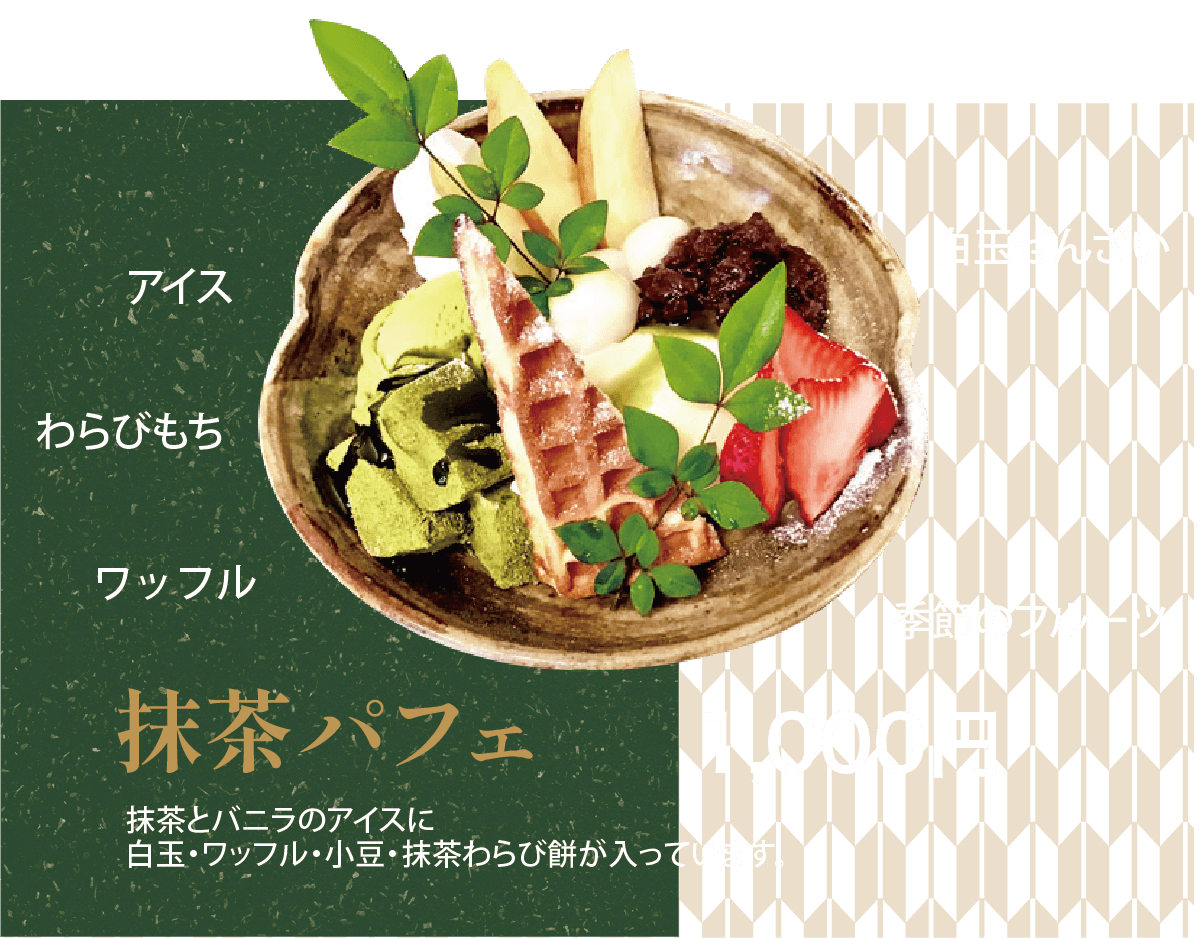 アイス
白玉ぜんざい
わらびもち
ワッフル
季節のフルーツ
抹茶パフェ
1,000円
抹茶とバニラのアイスに
白玉・ワッフル・小豆・抹茶わらび餅が入っています。